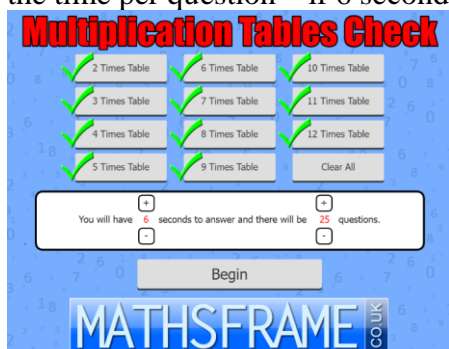 the time per question – if 6 second
Multiplication Tables Check
2 Times Table 6 Times Table 10 Times Table
3 Times Table 7 Times Table 11 Times Table
4 Times Table 8 Times Table 12 Times Table
5 Times Table 9 Times Table Clear All
+ +
You will have 6 seconds to answer and there will be 25 questions.
- -
Begin
MATHSFRAME.CO.UK